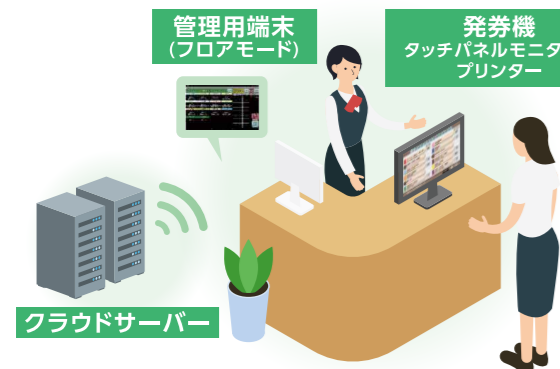 管理用端末
(フロアモード)
発券機
タッチパネルモニタ
プリンター
クラウドサーバー